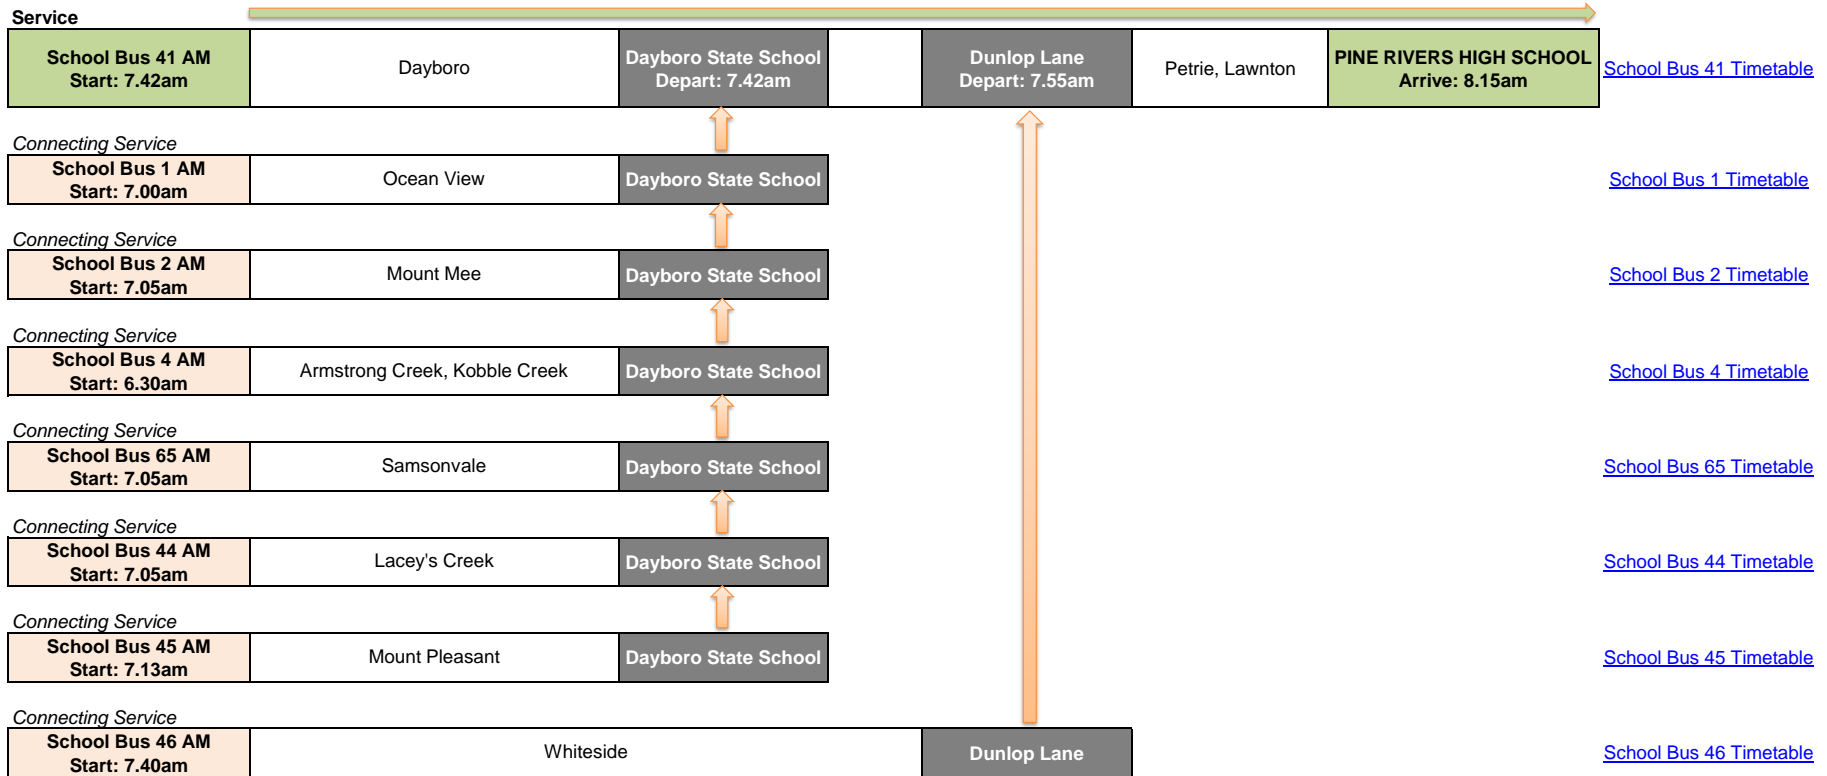 Service
School Bus 41 AM
Start: 7.42am
Dayboro
Dayboro State School
Depart: 7.42am
Dunlop Lane
Depart: 7.55am
Petrie, Lawnton
PINE RIVERS HIGH SCHOOL
Arrive: 8.15am
School Bus 41 Timetable
Connecting Service
School Bus 1 AM
Start: 7.00am
Ocean View
Dayboro State School
School Bus 1 Timetable
Connecting Service
School Bus 2 AM
Start: 7.05am
Mount Mee
Dayboro State School
School Bus 2 Timetable
Connecting Service
School Bus 4 AM
Start: 6.30am
Armstrong Creek, Kobble Creek
Dayboro State School
School Bus 4 Timetable
Connecting Service
School Bus 65 AM
Start: 7.05am
Samsonvale
Dayboro State School
School Bus 65 Timetable
Connecting Service
School Bus 44 AM
Start: 7.05am
Lacey's Creek
Dayboro State School
School Bus 44 Timetable
Connecting Service
School Bus 45 AM
Start: 7.13am
Mount Pleasant
Dayboro State School
School Bus 45 Timetable
Connecting Service
School Bus 46 AM
Start: 7.40am
Whiteside
Dunlop Lane
School Bus 46 Timetable